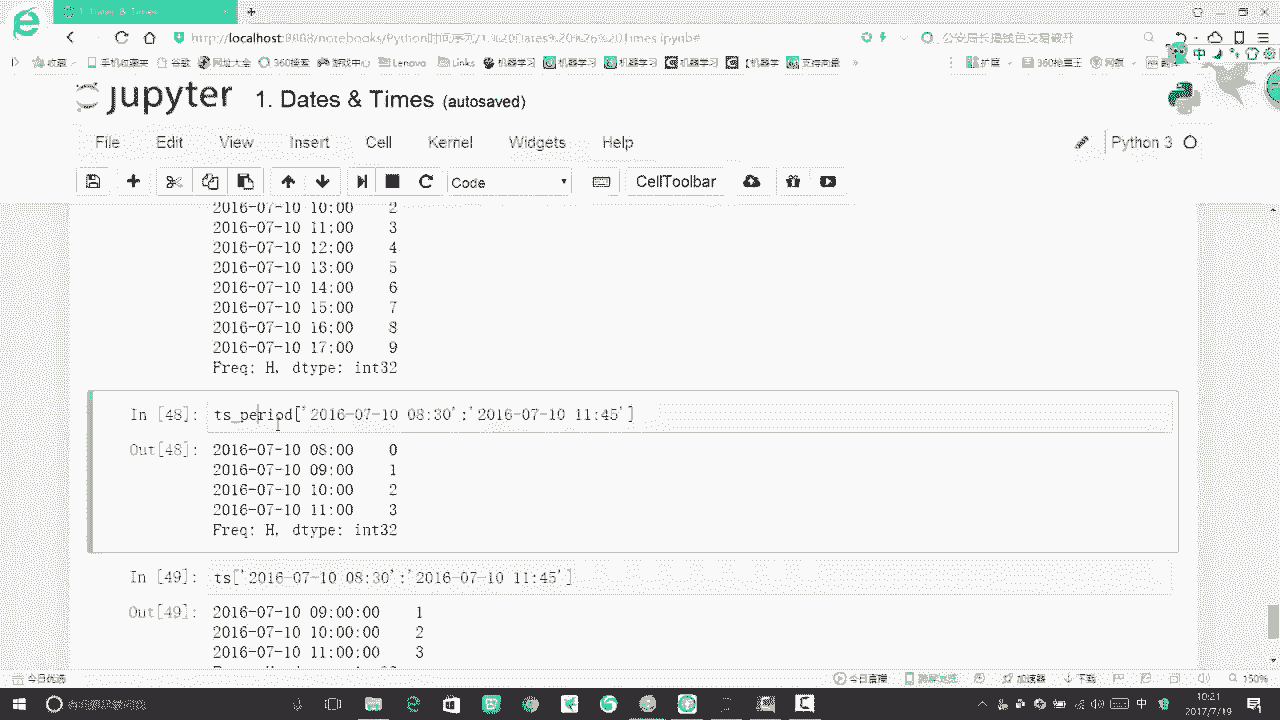 1. Dates & Times
http://localhost:8888/notebooks/Python时间序列/1.%20Dates%20%26%20Times.ipynb#
收藏 手机收藏夹 谷歌 网址大全 360搜索 游戏中心 Lenovo Links 机器学习 机器学习 机器学习 机器学习 【机器学 »
jupyter 1. Dates & Times (autosaved)
File Edit View Insert Cell Kernel Widgets Help Python 3
Code CellToolbar
2016-07-10 10:00 2
2016-07-10 11:00 3
2016-07-10 12:00 4
2016-07-10 13:00 5
2016-07-10 14:00 6
2016-07-10 15:00 7
2016-07-10 16:00 8
2016-07-10 17:00 9
Freq: H, dtype: int32
In [48]: ts_period['2016-07-10 08:30':'2016-07-10 11:45']
Out[48]: 2016-07-10 08:00 0
2016-07-10 09:00 1
2016-07-10 10:00 2
2016-07-10 11:00 3
Freq: H, dtype: int32
In [49]: ts['2016-07-10 08:30':'2016-07-10 11:45']
Out[49]: 2016-07-10 09:00:00 1
2016-07-10 10:00:00 2
2016-07-10 11:00:00 3
今日优选 今日直播 跨屏浏览 加速器 下载 150%
中 10:21
2017/7/19